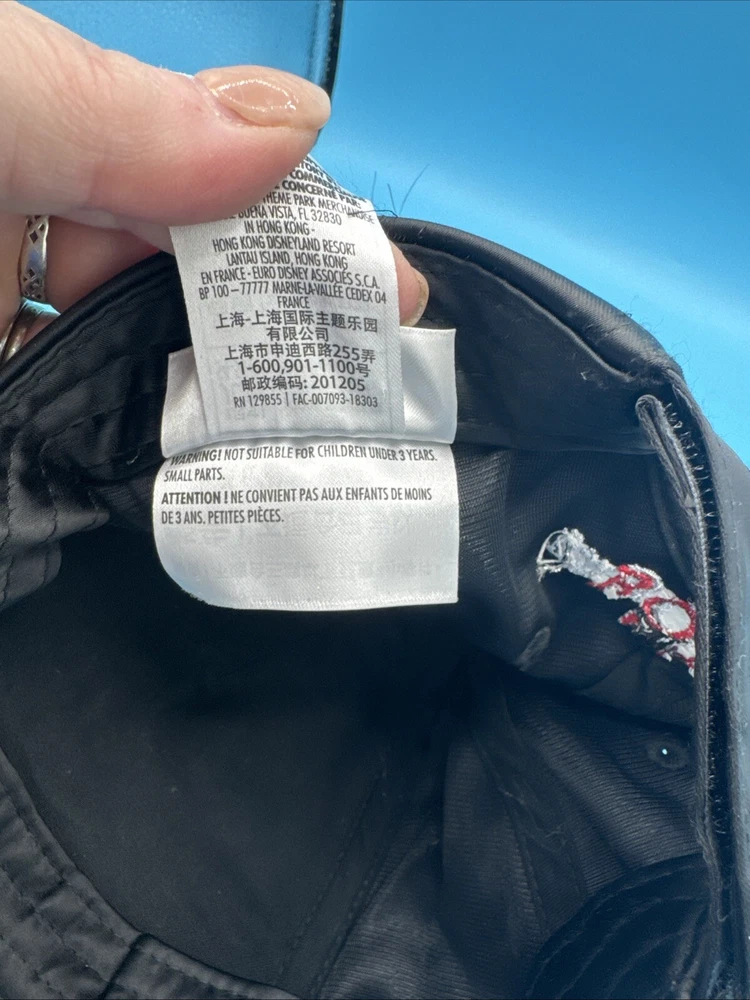 CONCERNE PAR:
THEME PARK MERCHANDISE
BUENA VISTA, FL 32830
IN HONG KONG -
HONG KONG DISNEYLAND RESORT
LANTAU ISLAND, HONG KONG
EN FRANCE - EURO DISNEY ASSOCIÉS S.C.A.
BP 100 – 77777 MARNE-LA-VALLÉE CEDEX 04
FRANCE
上海-上海国际主题乐园
有限公司
上海市申迪西路255弄
1-600,901-1100号
邮政编码: 201205
RN 129855 | FAC-007093-18303
WARNING! NOT SUITABLE FOR CHILDREN UNDER 3 YEARS.
SMALL PARTS.
ATTENTION ! NE CONVIENT PAS AUX ENFANTS DE MOINS
DE 3 ANS. PETITES PIÈCES.